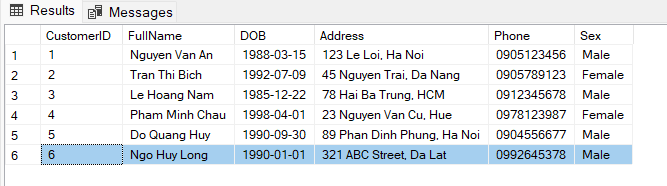 Results Messages
CustomerID FullName DOB Address Phone Sex
1 1 Nguyen Van An 1988-03-15 123 Le Loi, Ha Noi 0905123456 Male
2 2 Tran Thi Bich 1992-07-09 45 Nguyen Trai, Da Nang 0905789123 Female
3 3 Le Hoang Nam 1985-12-22 78 Hai Ba Trung, HCM 0912345678 Male
4 4 Pham Minh Chau 1998-04-01 23 Nguyen Van Cu, Hue 0978123987 Female
5 5 Do Quang Huy 1990-09-30 89 Phan Dinh Phung, Ha Noi 0904556677 Male
6 6 Ngo Huy Long 1990-01-01 321 ABC Street, Da Lat 0992645378 Male